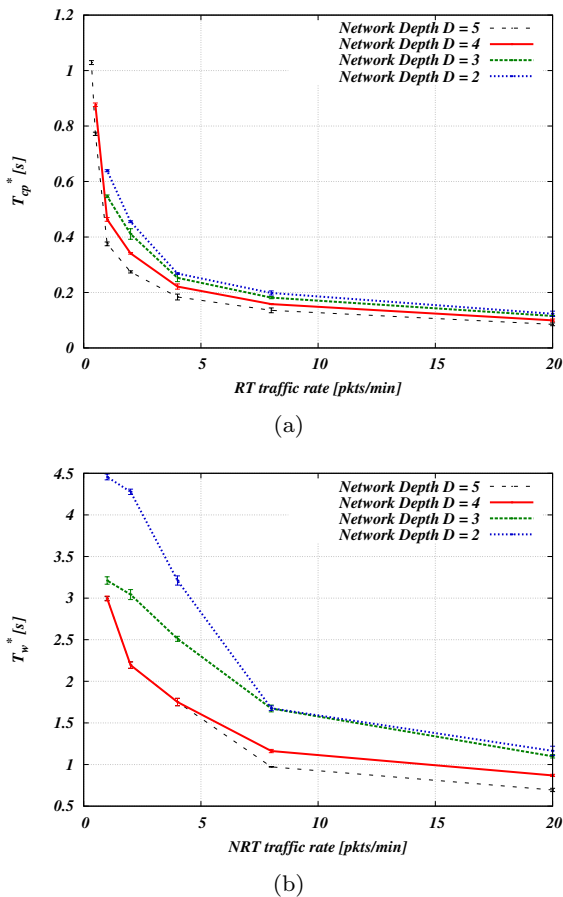 1.2
1
0.8
0.6
0.4
0.2
0
T_cp^* [s]
Network Depth D = 5
Network Depth D = 4
Network Depth D = 3
Network Depth D = 2
0 5 10 15 20
RT traffic rate [pkts/min]
(a)
4.5
4
3.5
3
2.5
2
1.5
1
0.5
T_w^* [s]
Network Depth D = 5
Network Depth D = 4
Network Depth D = 3
Network Depth D = 2
0 5 10 15 20
NRT traffic rate [pkts/min]
(b)